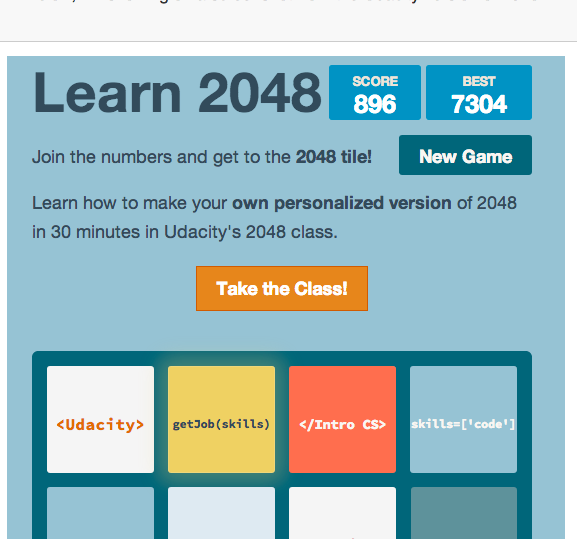 Learn 2048
SCORE
896
BEST
7304
Join the numbers and get to the 2048 tile!
New Game
Learn how to make your own personalized version of 2048
in 30 minutes in Udacity's 2048 class.
Take the Class!
<Udacity>
getJob(skills)
</Intro CS>
skills=['code']